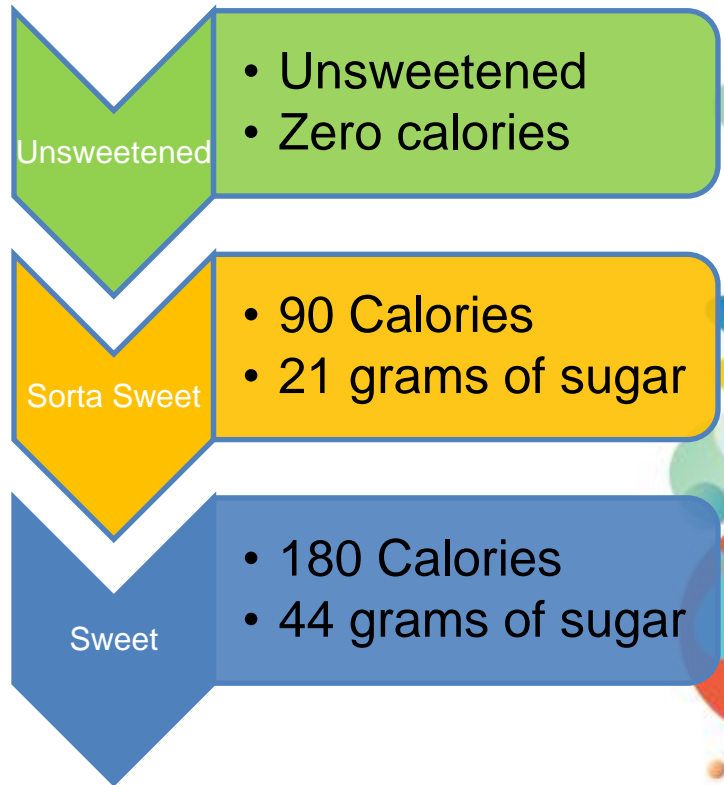 Unsweetened
• Unsweetened
• Zero calories
Sorta Sweet
• 90 Calories
• 21 grams of sugar
Sweet
• 180 Calories
• 44 grams of sugar